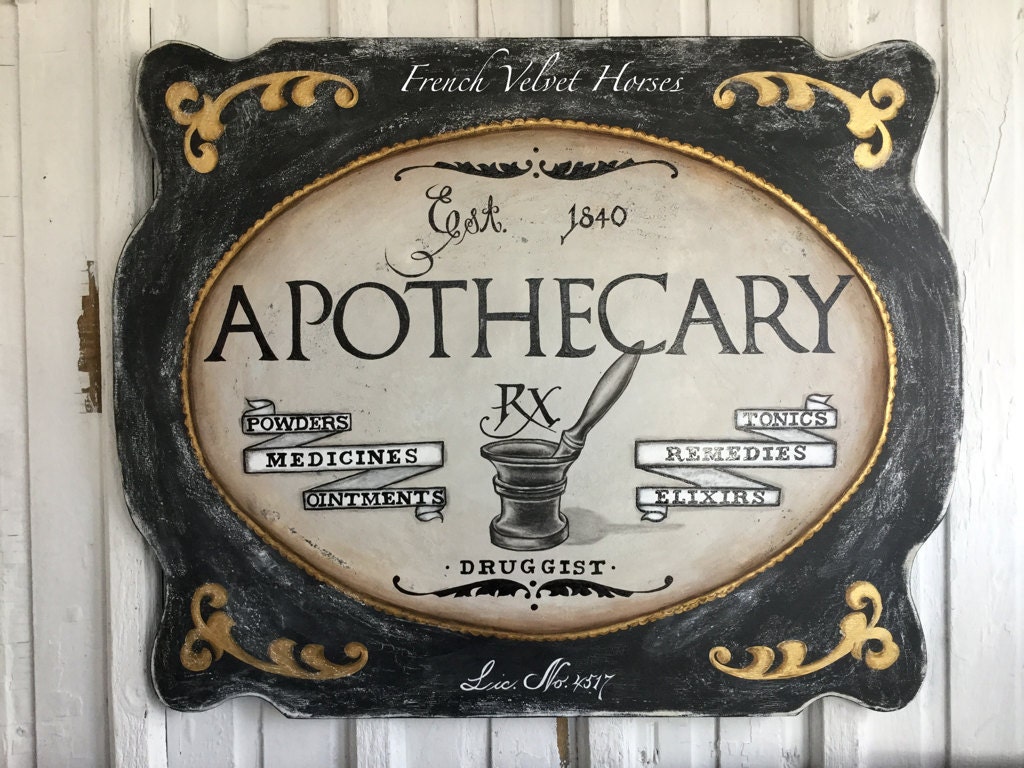 French Velvet Horses
Est. 1840
APOTHECARY
RX
POWDERS
MEDICINES
OINTMENTS
TONICS
REMEDIES
ELIXIRS
· DRUGGIST ·
Lic. No. 4517